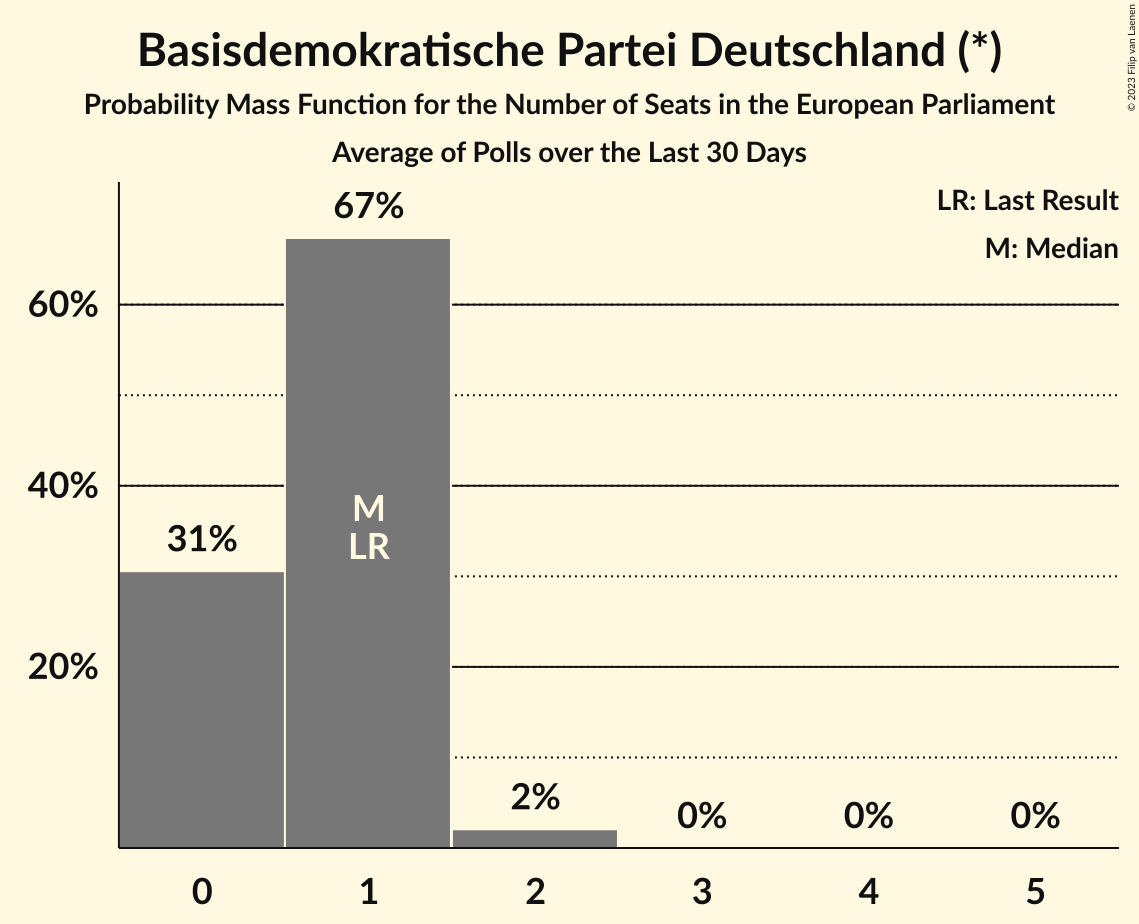 Basisdemokratische Partei Deutschland (*)
Probability Mass Function for the Number of Seats in the European Parliament
Average of Polls over the Last 30 Days
© 2023 Filip van Laenen
LR: Last Result
M: Median
67%
60%
40%
M
LR
31%
20%
2%
0%
0%
0%
0
1
2
3
4
5